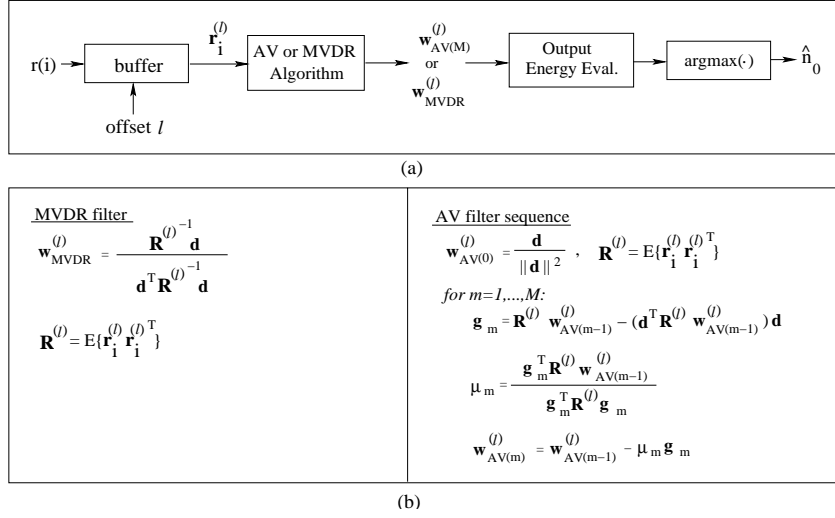 r(i) buffer r_i^(l) AV or MVDR Algorithm w_AV(M)^(l) or w_MVDR^(l) Output Energy Eval. argmax(·) n̂_0
offset l
(a)
MVDR filter
w_MVDR^(l) = R^(l)^-1 d / d^T R^(l)^-1 d
R^(l) = E{r_i^(l) r_i^(l)^T}
AV filter sequence
w_AV(0)^(l) = d / ||d||^2 , R^(l) = E{r_i^(l) r_i^(l)^T}
for m=1,...,M:
g_m = R^(l) w_AV(m-1)^(l) − (d^T R^(l) w_AV(m-1)^(l)) d
μ_m = g_m^T R^(l) w_AV(m-1)^(l) / g_m^T R^(l) g_m
w_AV(m)^(l) = w_AV(m-1)^(l) − μ_m g_m
(b)